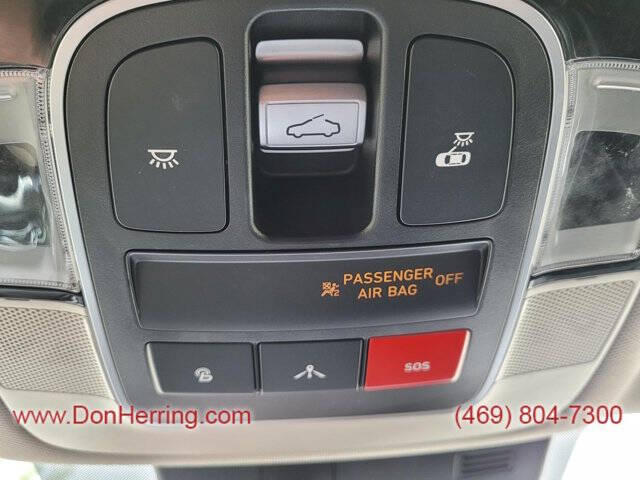 PASSENGER OFF
AIR BAG
SOS
www.DonHerring.com
(469) 804-7300